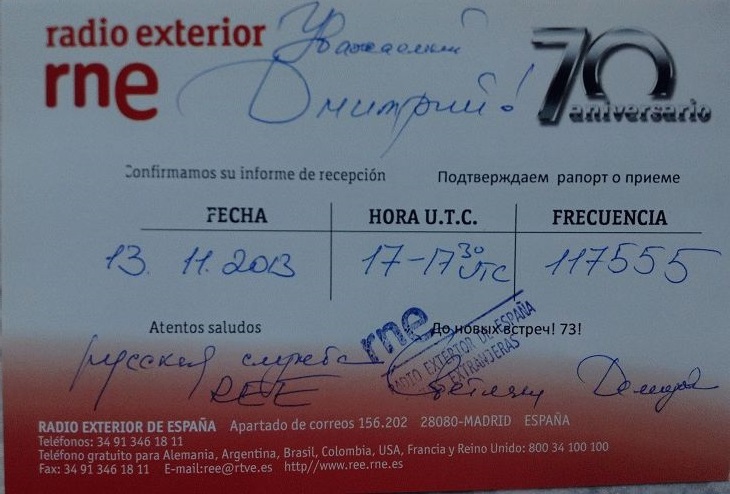 radio exterior
rne
Уважаемый
Дмитрий!
70
aniversario
Confirmamos su informe de recepción
Подтверждаем рапорт о приеме
FECHA HORA U.T.C. FRECUENCIA
13. 11. 2013 17-17 30 UTC 117555
Atentos saludos
До новых встреч! 73!
rne
RADIO EXTERIOR DE ESPAÑA
EXTRANJERAS
русская служба
REE
RADIO EXTERIOR DE ESPAÑA Apartado de correos 156.202 28080-MADRID ESPAÑA
Teléfonos: 34 91 346 18 11
Teléfono gratuito para Alemania, Argentina, Brasil, Colombia, USA, Francia y Reino Unido: 800 34 100 100
Fax: 34 91 346 18 11 E-mail:ree@rtve.es http//www.ree.rne.es